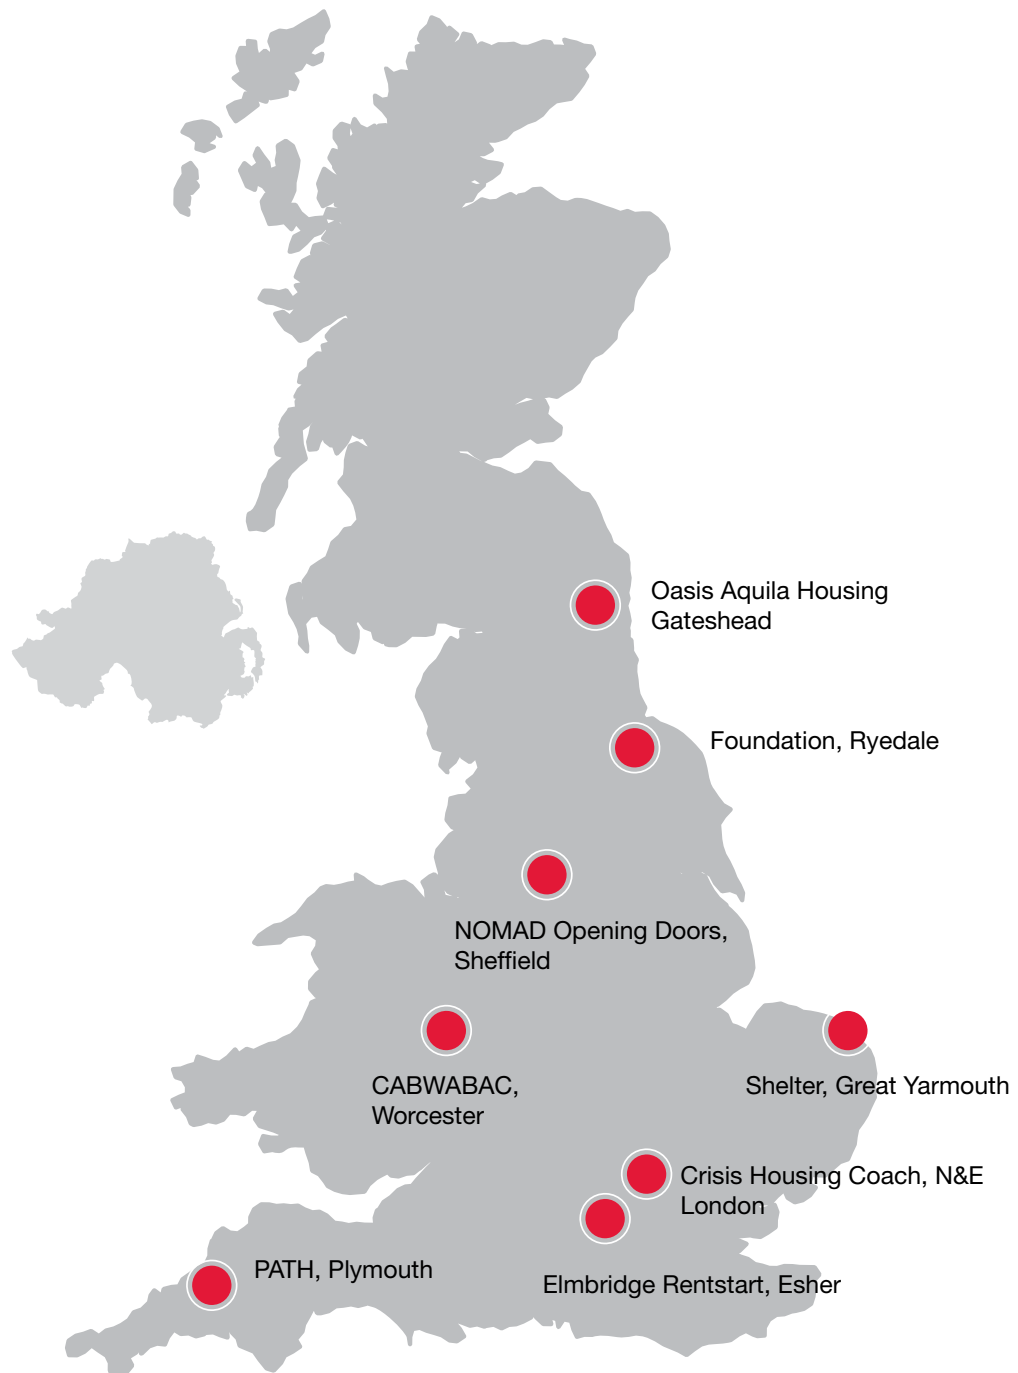 Oasis Aquila Housing
Gateshead
Foundation, Ryedale
NOMAD Opening Doors,
Sheffield
CABWABAC,
Worcester
Shelter, Great Yarmouth
Crisis Housing Coach, N&E
London
PATH, Plymouth
Elmbridge Rentstart, Esher